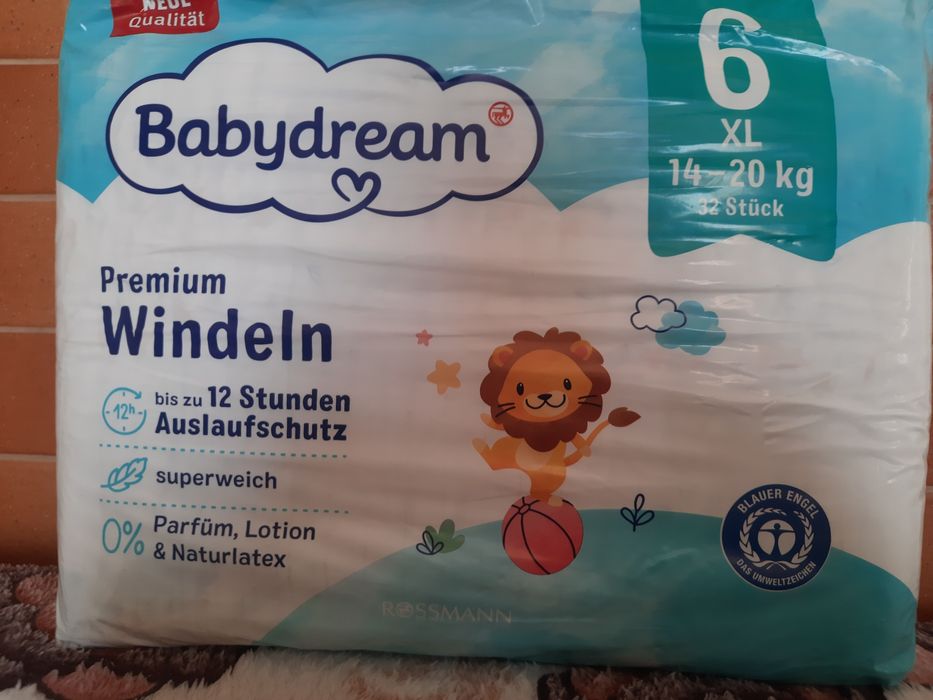 NEUE
Qualität
Babydream
6
XL
14-20 kg
32 Stück
Premium
Windeln
12h
bis zu 12 Stunden
Auslaufschutz
superweich
0% Parfüm, Lotion
& Naturlatex
BLAUER ENGEL
DAS UMWELTZEICHEN
ROSSMANN